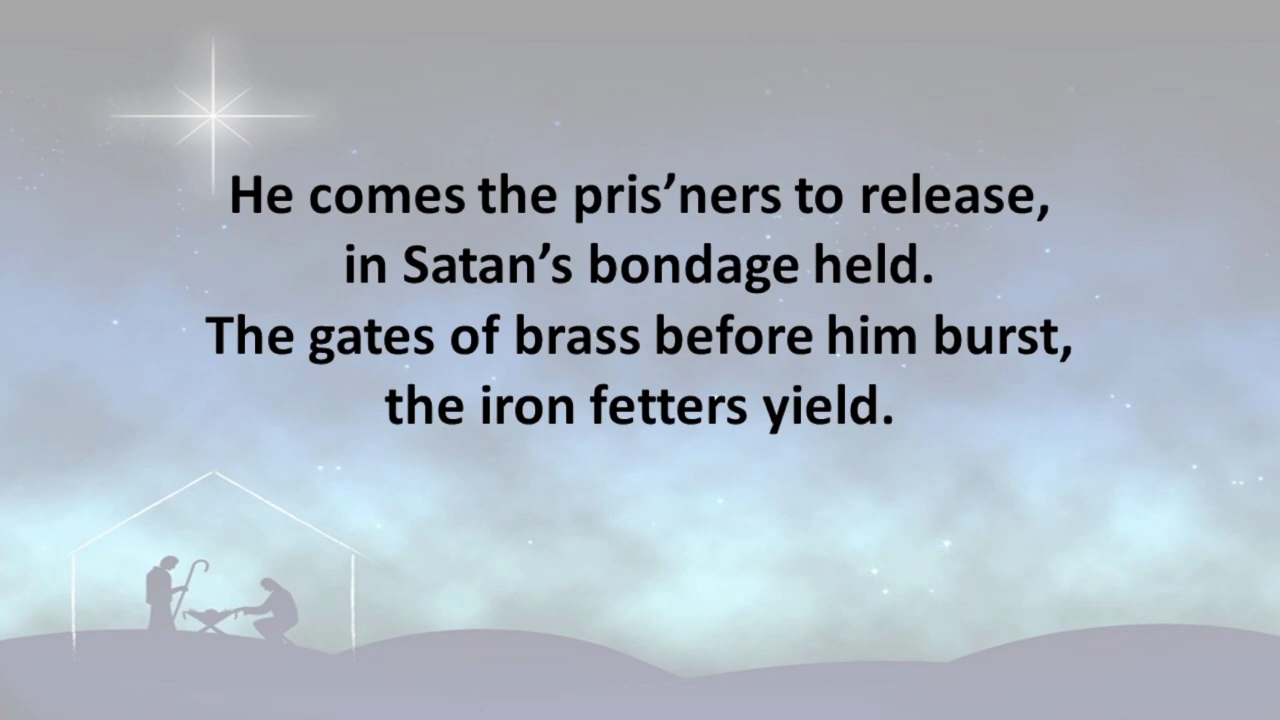 He comes the pris’ners to release,
in Satan’s bondage held.
The gates of brass before him burst,
the iron fetters yield.